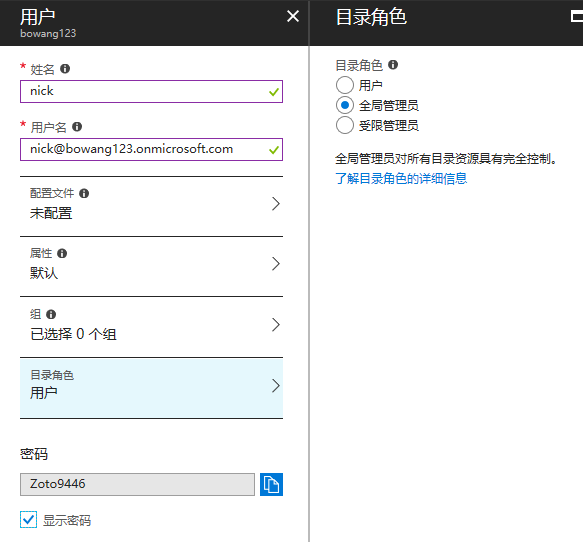 用户
bowang123
* 姓名
nick
* 用户名
nick@bowang123.onmicrosoft.com
配置文件
未配置
属性
默认
组
已选择 0 个组
目录角色
用户
密码
Zoto9446
显示密码
目录角色
目录角色
用户
全局管理员
受限管理员
全局管理员对所有目录资源具有完全控制。
了解目录角色的详细信息